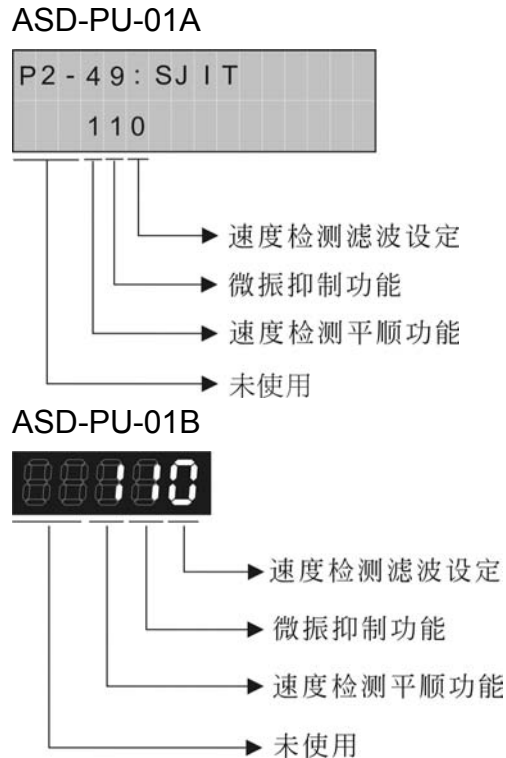 ASD-PU-01A
P2-49: SJIT
110
速度检测滤波设定
微振抑制功能
速度检测平顺功能
未使用
ASD-PU-01B
110
速度检测滤波设定
微振抑制功能
速度检测平顺功能
未使用